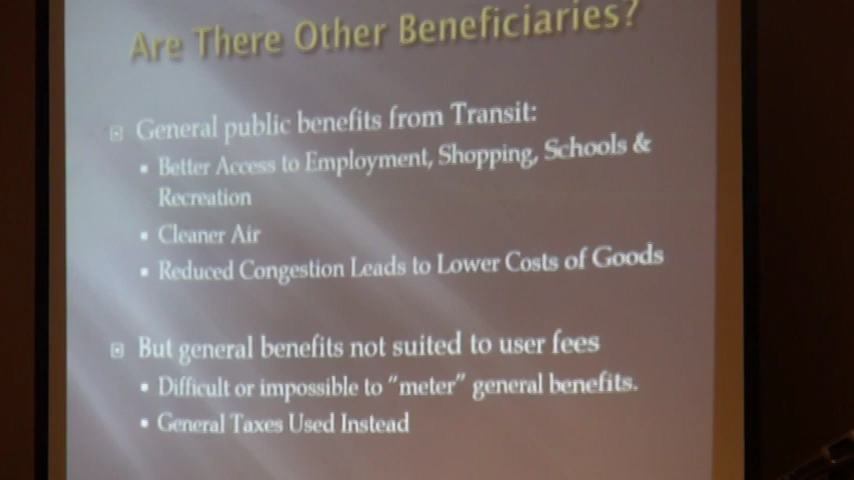 Are There Other Beneficiaries?
General public benefits from Transit:
Better Access to Employment, Shopping, Schools &
Recreation
Cleaner Air
Reduced Congestion Leads to Lower Costs of Goods
But general benefits not suited to user fees
Difficult or impossible to "meter" general benefits.
General Taxes Used Instead